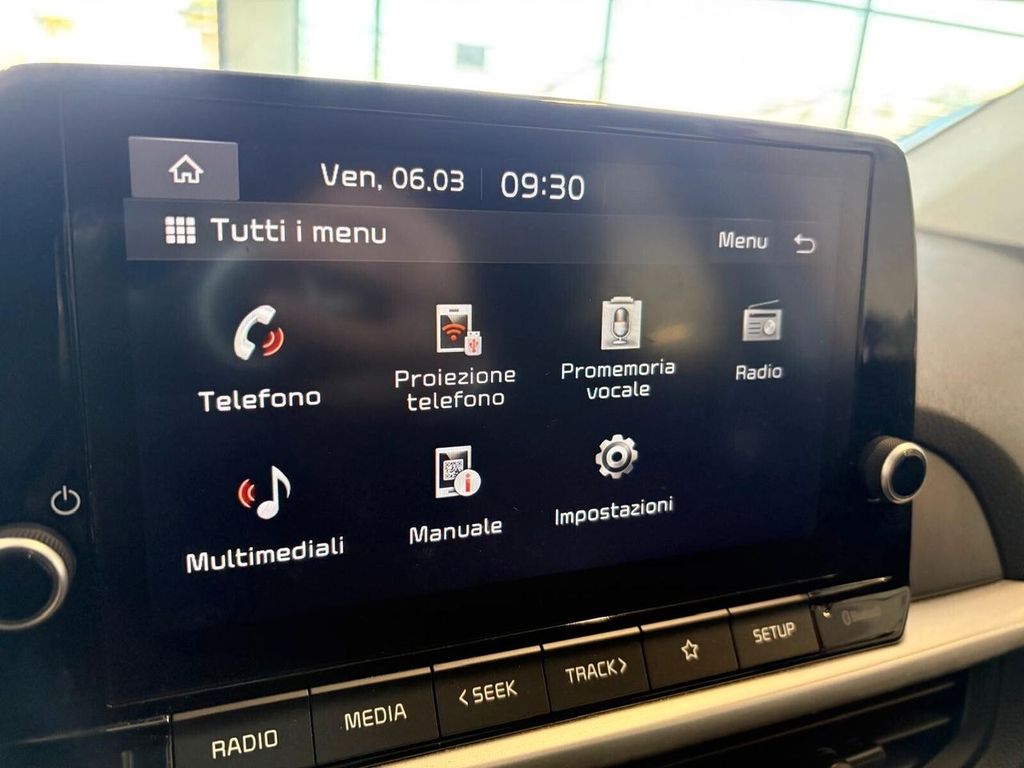 Ven, 06.03 09:30
Tutti i menu
Menu
Telefono
Proiezione
telefono
Promemoria
vocale
Radio
Multimediali
Manuale
Impostazioni
RADIO
MEDIA
<SEEK
TRACK>
SETUP